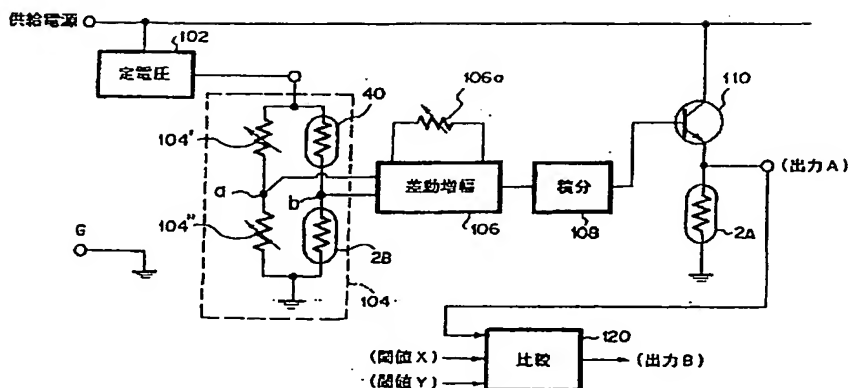 供給電源
102
定電圧
40
106a
110
104'
a
b
差動増幅
106
積分
108
(出力A)
104"
2B
2A
G
104
120
(閾値X)
比較
(出力B)
(閾値Y)